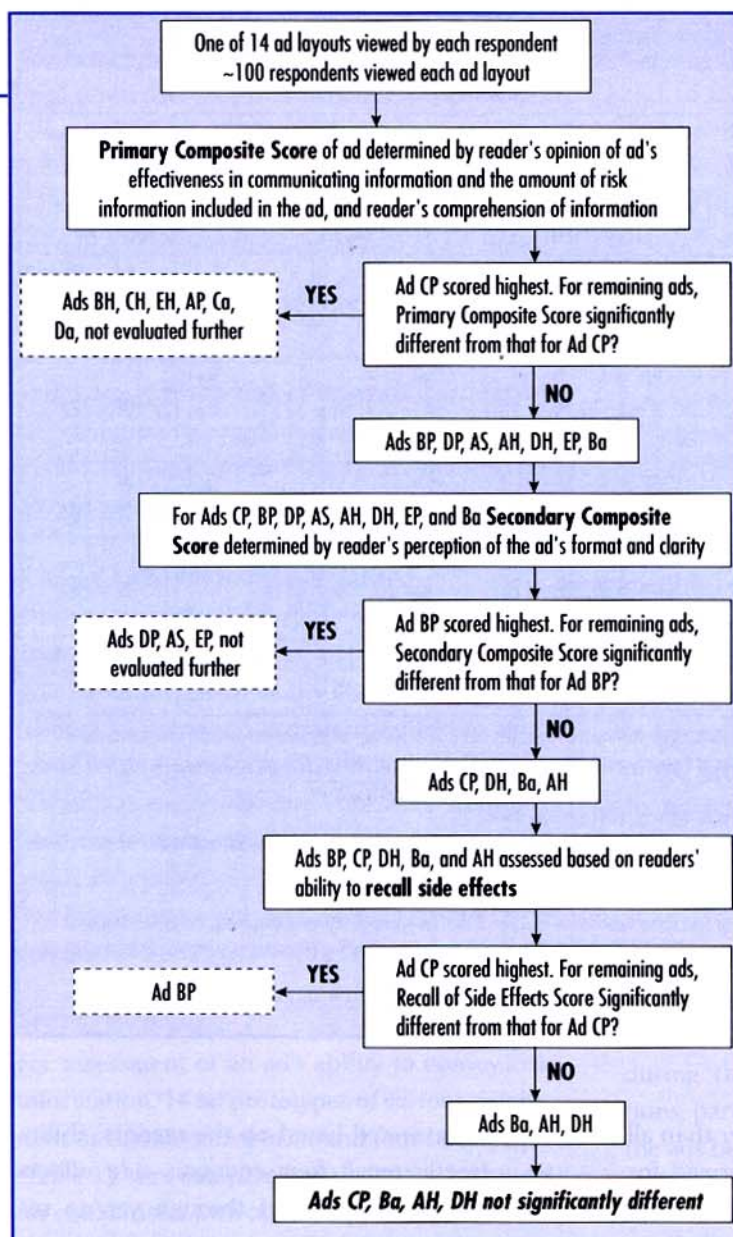 One of 14 ad layouts viewed by each respondent
~100 respondents viewed each ad layout
Primary Composite Score of ad determined by reader's opinion of ad's
effectiveness in communicating information and the amount of risk
information included in the ad, and reader's comprehension of information
Ad CP scored highest. For remaining ads,
Primary Composite Score significantly
different from that for Ad CP?
YES
Ads BH, CH, EH, AP, Ca,
Da, not evaluated further
NO
Ads BP, DP, AS, AH, DH, EP, Ba
For Ads CP, BP, DP, AS, AH, DH, EP, and Ba Secondary Composite
Score determined by reader's perception of the ad's format and clarity
Ad BP scored highest. For remaining ads,
Secondary Composite Score significantly
different from that for Ad BP?
YES
Ads DP, AS, EP, not
evaluated further
NO
Ads CP, DH, Ba, AH
Ads BP, CP, DH, Ba, and AH assessed based on readers'
ability to recall side effects
Ad CP scored highest. For remaining ads,
Recall of Side Effects Score Significantly
different from that for Ad CP?
YES
Ad BP
NO
Ads Ba, AH, DH
Ads CP, Ba, AH, DH not significantly different